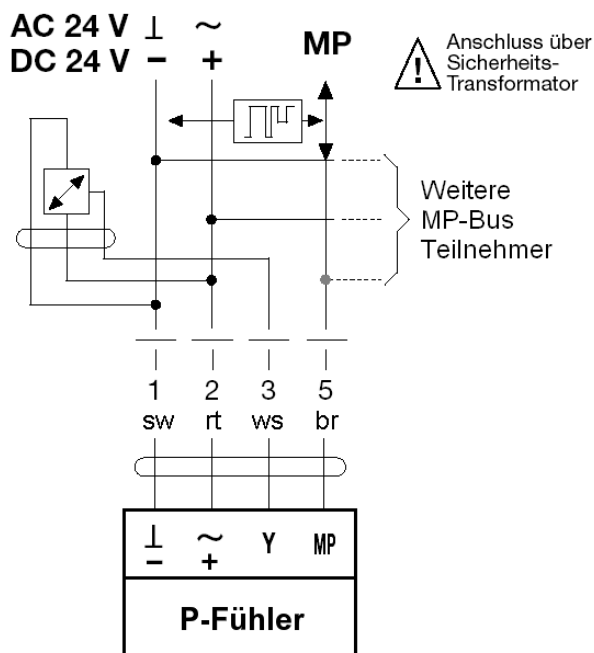 AC 24 V ⊥ ~
DC 24 V − +
MP
Anschluss über
Sicherheits-
Transformator
Weitere
MP-Bus
Teilnehmer
1 2 3 5
sw rt ws br
⊥ ~ Y MP
− +
P-Fühler